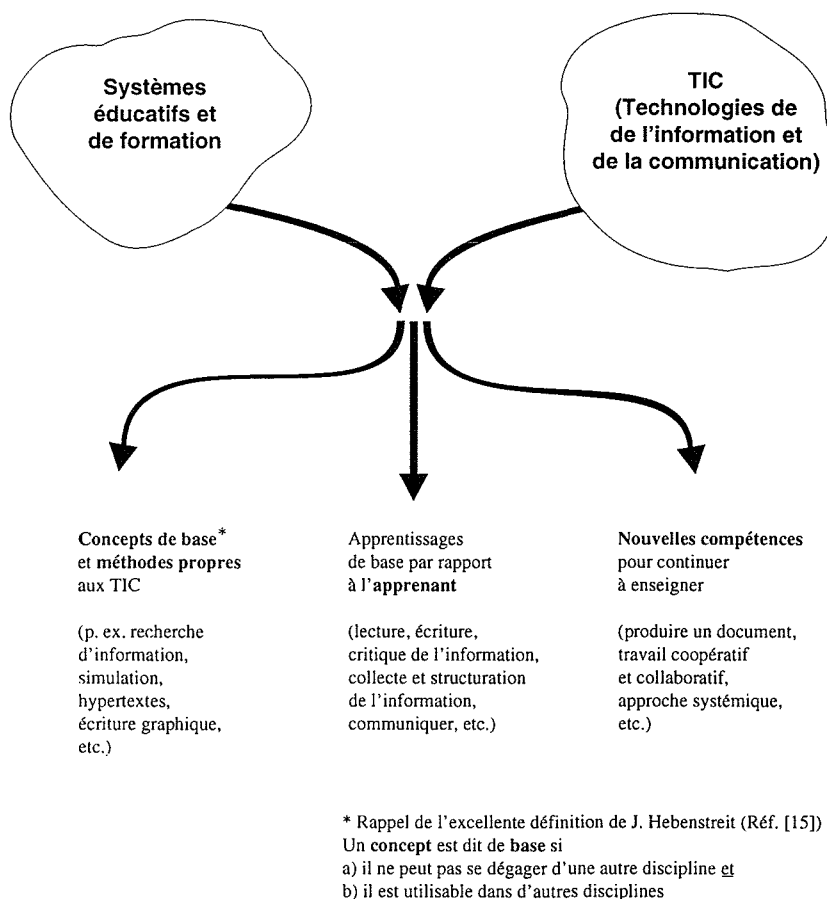 Systèmes
éducatifs et
de formation
TIC
(Technologies de
de l'information et
de la communication)
Concepts de base*
et méthodes propres
aux TIC
(p. ex. recherche
d'information,
simulation,
hypertextes,
écriture graphique,
etc.)
Apprentissages
de base par rapport
à l'apprenant
(lecture, écriture,
critique de l'information,
collecte et structuration
de l'information,
communiquer, etc.)
Nouvelles compétences
pour continuer
à enseigner
(produire un document,
travail coopératif
et collaboratif,
approche systémique,
etc.)
* Rappel de l'excellente définition de J. Hebenstreit (Réf. [15])
Un concept est dit de base si
a) il ne peut pas se dégager d'une autre discipline et
b) il est utilisable dans d'autres disciplines